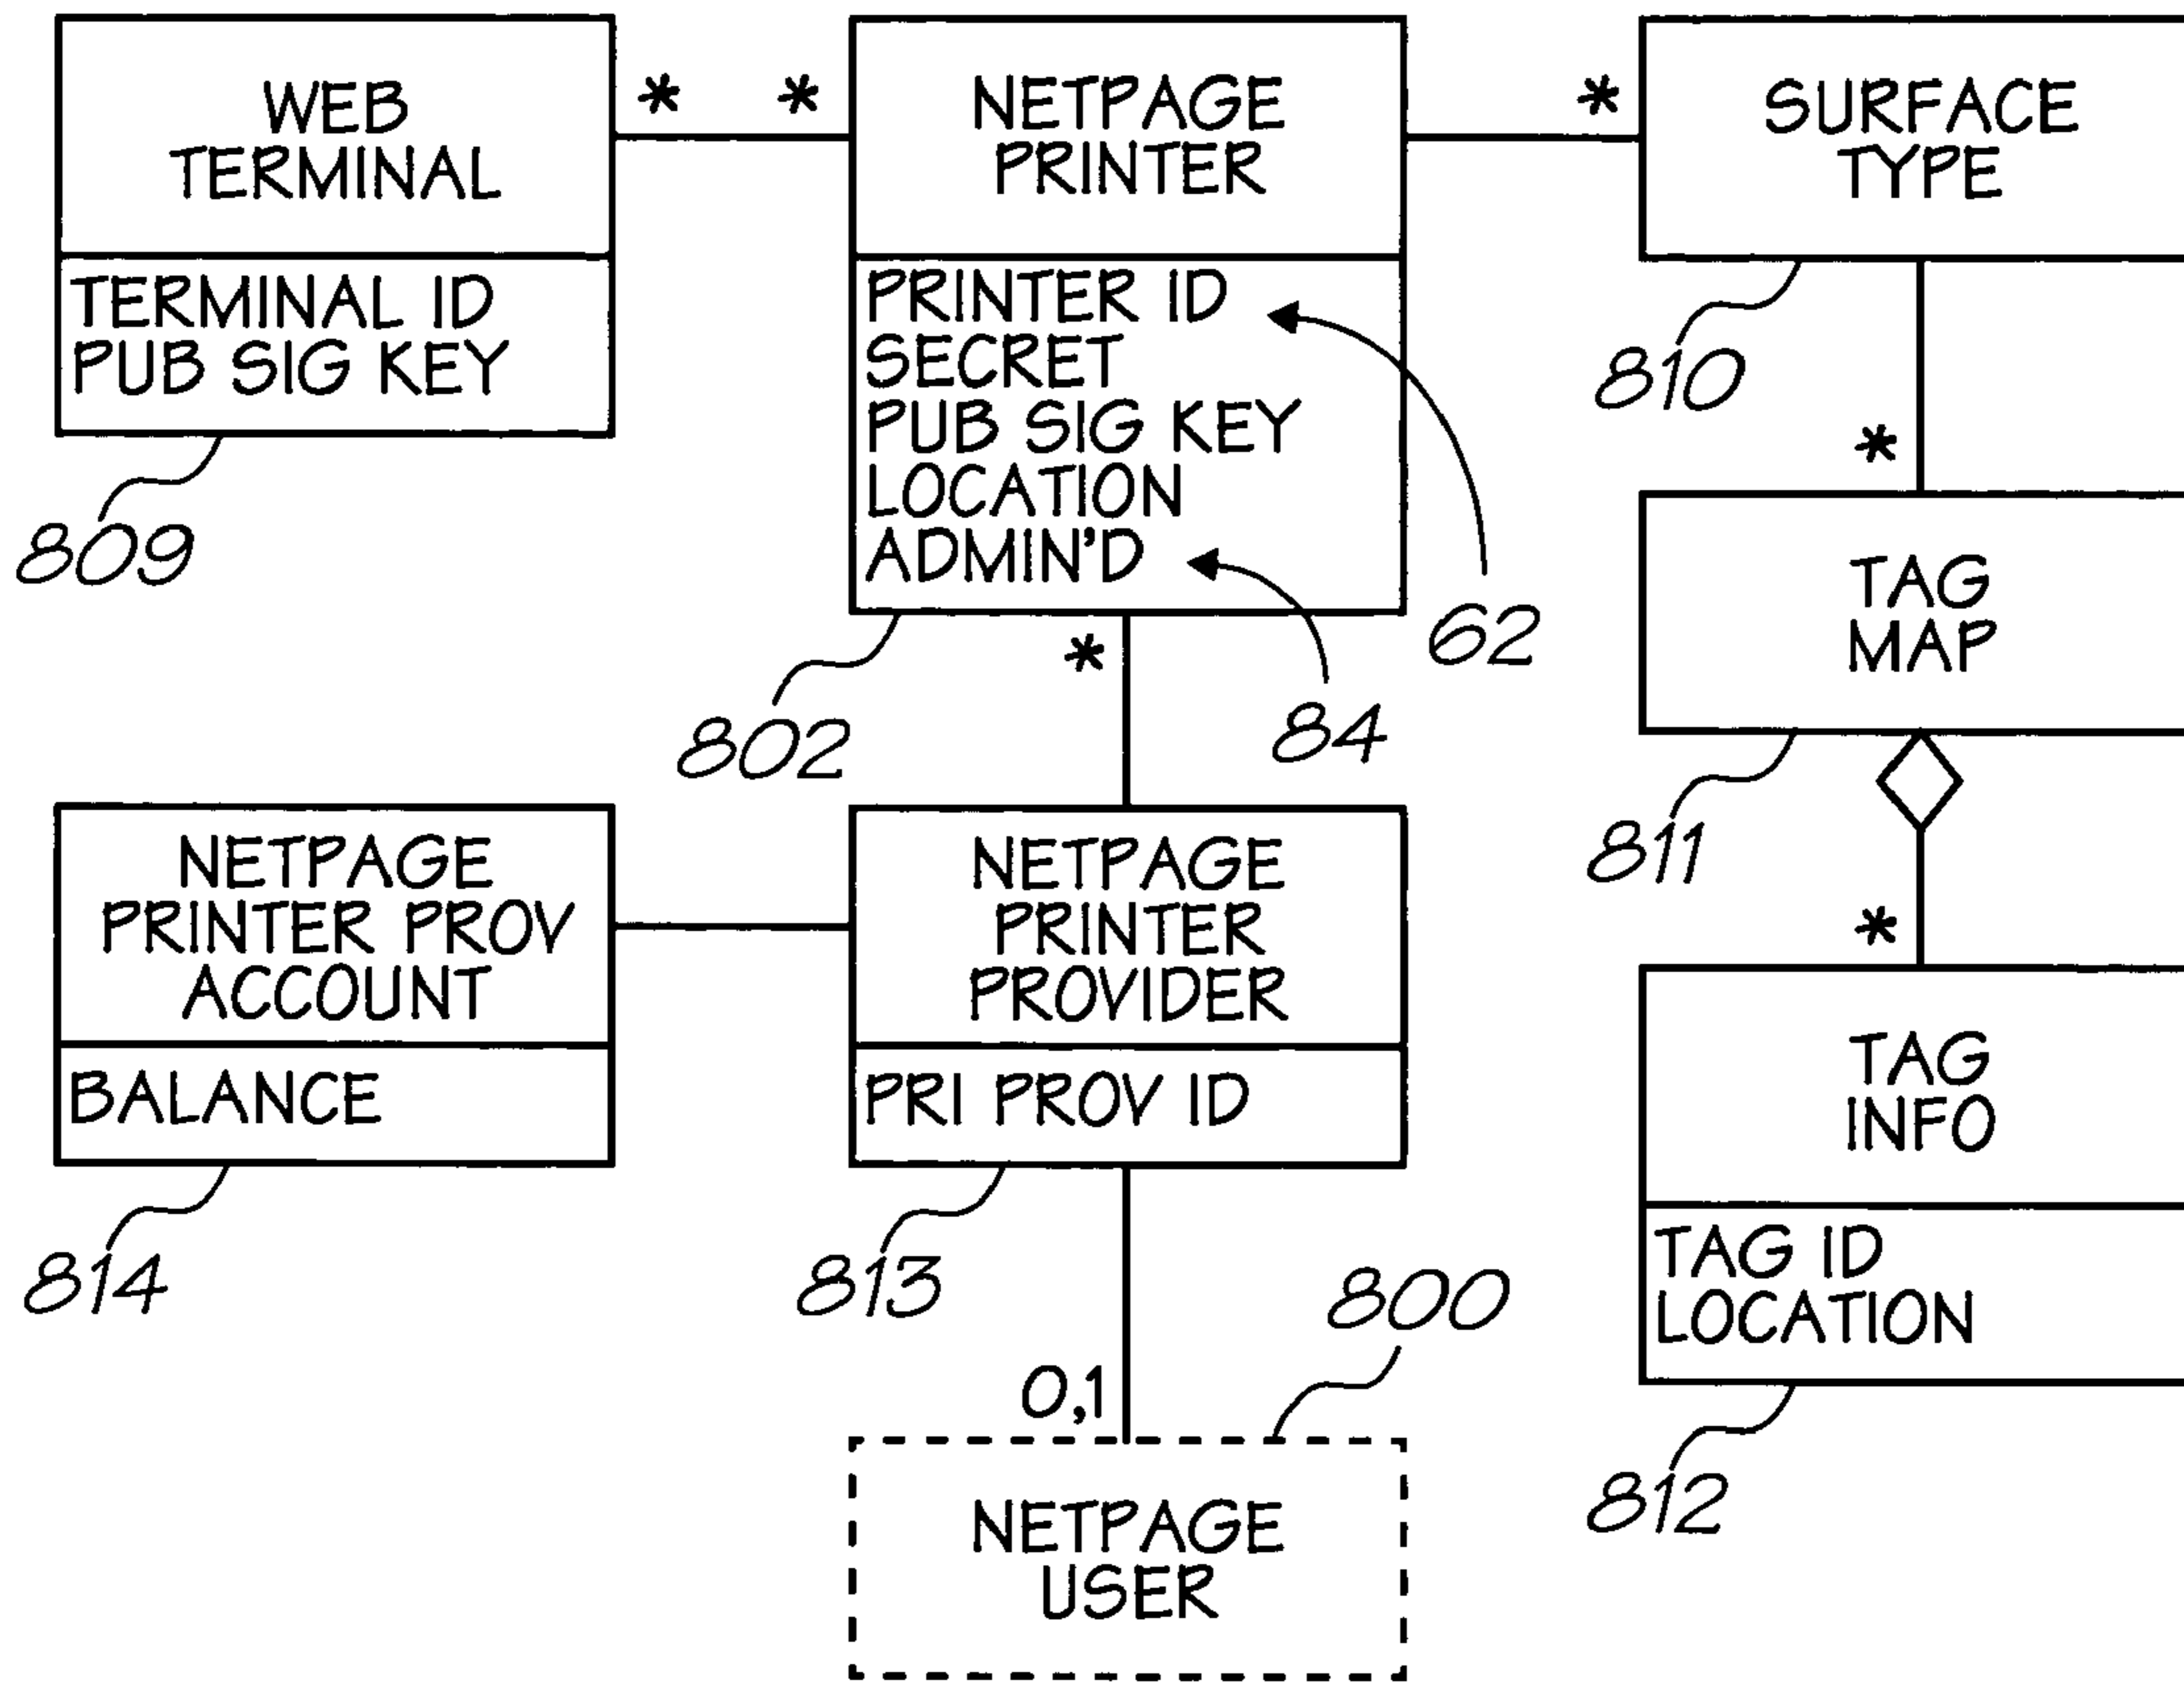 WEB
TERMINAL
TERMINAL ID
PUB SIG KEY
809
*
*
NETPAGE
PRINTER
PRINTER ID
SECRET
PUB SIG KEY
LOCATION
ADMIN'D
62
84
802
*
*
SURFACE
TYPE
810
*
TAG
MAP
811
*
NETPAGE
PRINTER PROV
ACCOUNT
BALANCE
814
NETPAGE
PRINTER
PROVIDER
PRI PROV ID
813
800
0,1
NETPAGE
USER
TAG
INFO
TAG ID
LOCATION
812